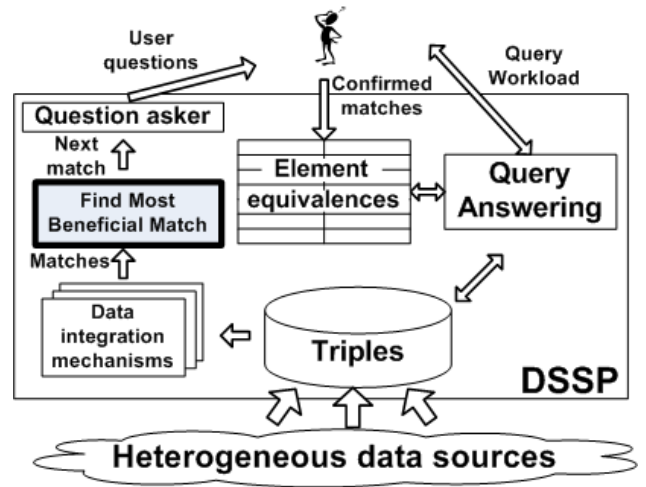 User
questions
Query
Workload
Confirmed
matches
Question asker
Next
match
Element
equivalences
Query
Answering
Find Most
Beneficial Match
Matches
Data
integration
mechanisms
Triples
DSSP
Heterogeneous data sources